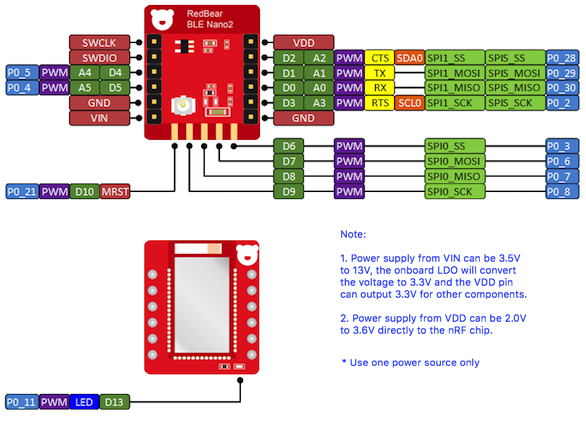 RedBear
BLE Nano2
SWCLK VDD
SWDIO D2 A2 PWM CTS SDA0 SPI1_SS SPIS_SS P0_28
P0_5 PWM A4 D4 D1 A1 PWM TX SPI1_MOSI SPIS_MOSI P0_29
P0_4 PWM A5 D5 D0 A0 PWM RX SPI1_MISO SPIS_MISO P0_30
GND D3 A3 PWM RTS SCL0 SPI1_SCK SPIS_SCK P0_2
VIN GND
D6 PWM SPI0_SS P0_3
D7 PWM SPI0_MOSI P0_6
D8 PWM SPI0_MISO P0_7
P0_21 PWM D10 MRST D9 PWM SPI0_SCK P0_8
Note:
1. Power supply from VIN can be 3.5V
to 13V, the onboard LDO will convert
the voltage to 3.3V and the VDD pin
can output 3.3V for other components.
2. Power supply from VDD can be 2.0V
to 3.6V directly to the nRF chip.
* Use one power source only
P0_11 PWM LED D13